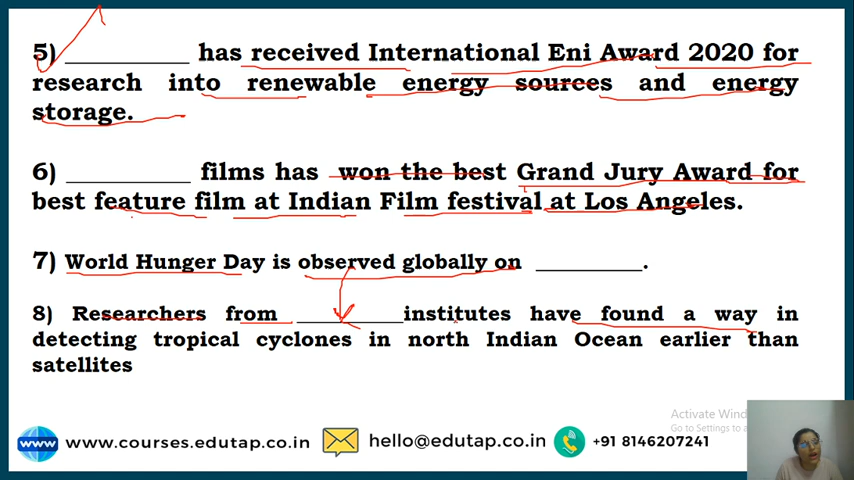 5) __________ has received International Eni Award 2020 for
research into renewable energy sources and energy
storage.
6) __________ films has won the best Grand Jury Award for
best feature film at Indian Film festival at Los Angeles.
7) World Hunger Day is observed globally on _________.
8) Researchers from _________institutes have found a way in
detecting tropical cyclones in north Indian Ocean earlier than
satellites
Activate Wind
Go to Settings to a
www www.courses.edutap.co.in hello@edutap.co.in +91 8146207241